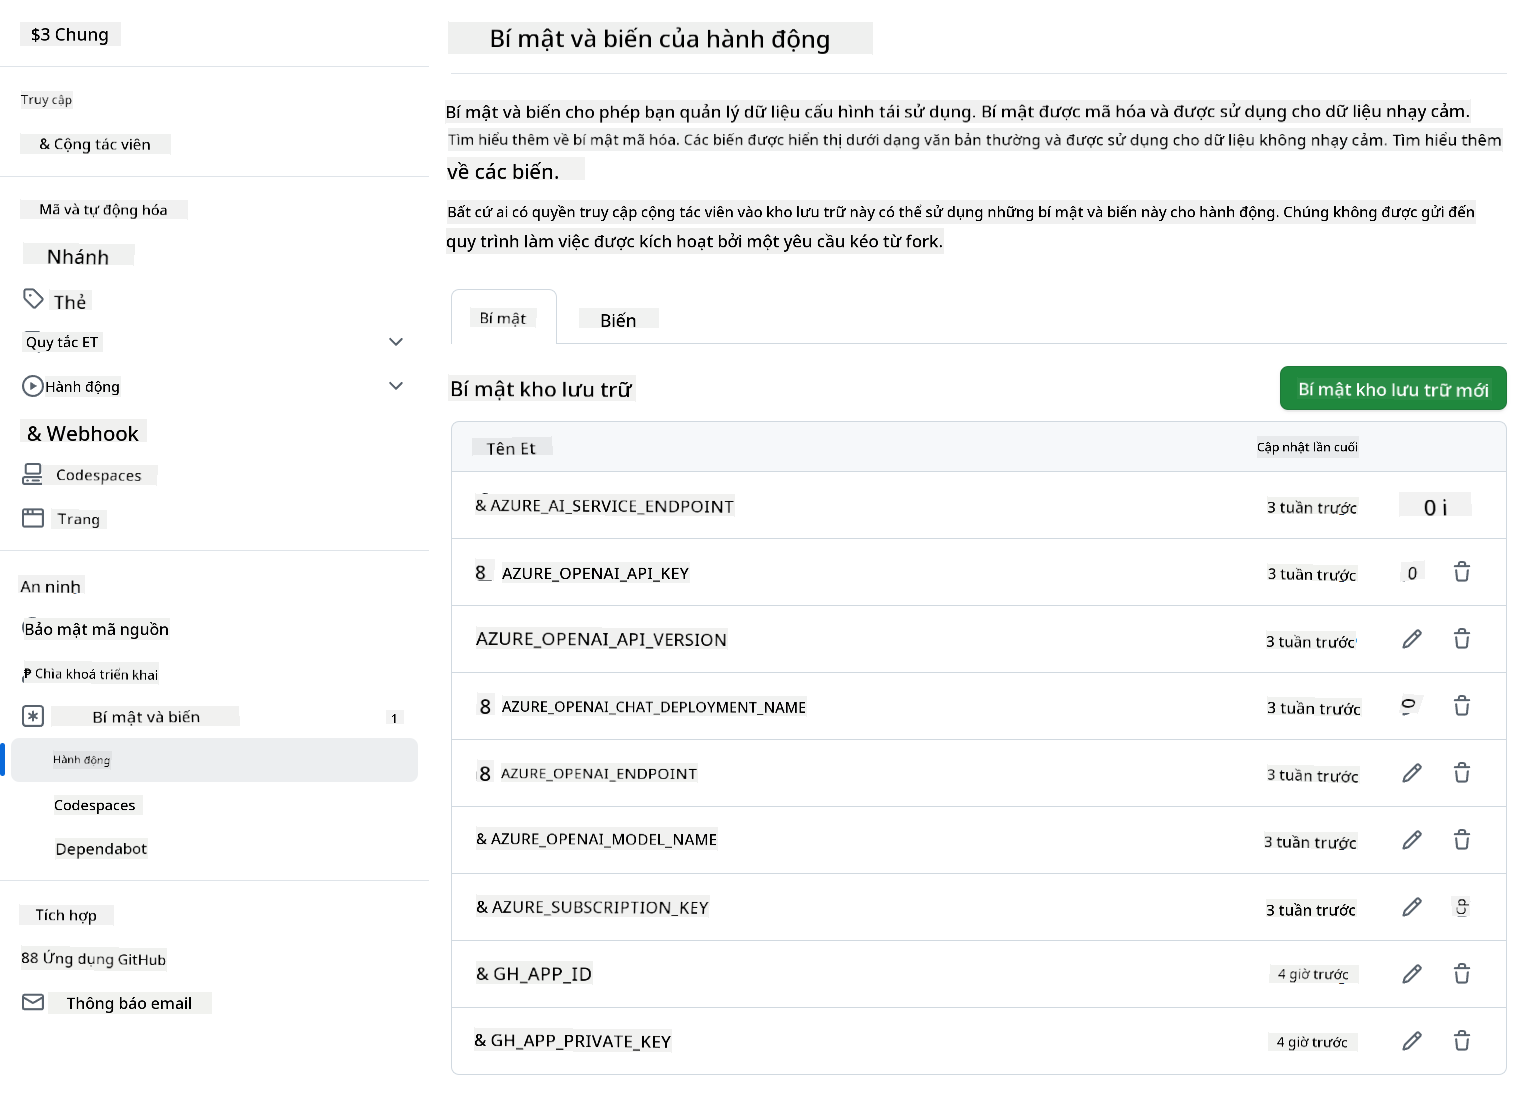 $3 Chung
Truy cập
& Cộng tác viên
Mã và tự động hóa
Nhánh
Thẻ
Quy tắc ET
Hành động
& Webhook
Codespaces
Trang
An ninh
Bảo mật mã nguồn
₱ Chìa khoá triển khai
Bí mật và biến 1
Hành động
Codespaces
Dependabot
Tích hợp
88 Ứng dụng GitHub
Thông báo email
Bí mật và biến của hành động
Bí mật và biến cho phép bạn quản lý dữ liệu cấu hình tái sử dụng. Bí mật được mã hóa và được sử dụng cho dữ liệu nhạy cảm.
Tìm hiểu thêm về bí mật mã hóa. Các biến được hiển thị dưới dạng văn bản thường và được sử dụng cho dữ liệu không nhạy cảm. Tìm hiểu thêm
về các biến.
Bất cứ ai có quyền truy cập cộng tác viên vào kho lưu trữ này có thể sử dụng những bí mật và biến này cho hành động. Chúng không được gửi đến
quy trình làm việc được kích hoạt bởi một yêu cầu kéo từ fork.
Bí mật Biến
Bí mật kho lưu trữ Bí mật kho lưu trữ mới
Tên Et Cập nhật lần cuối
& AZURE_AI_SERVICE_ENDPOINT 3 tuần trước 0 i
8 AZURE_OPENAI_API_KEY 3 tuần trước 0
AZURE_OPENAI_API_VERSION 3 tuần trước
8 AZURE_OPENAI_CHAT_DEPLOYMENT_NAME 3 tuần trước
8 AZURE_OPENAI_ENDPOINT 3 tuần trước
& AZURE_OPENAI_MODEL_NAME 3 tuần trước
& AZURE_SUBSCRIPTION_KEY 3 tuần trước
& GH_APP_ID 4 giờ trước
& GH_APP_PRIVATE_KEY 4 giờ trước